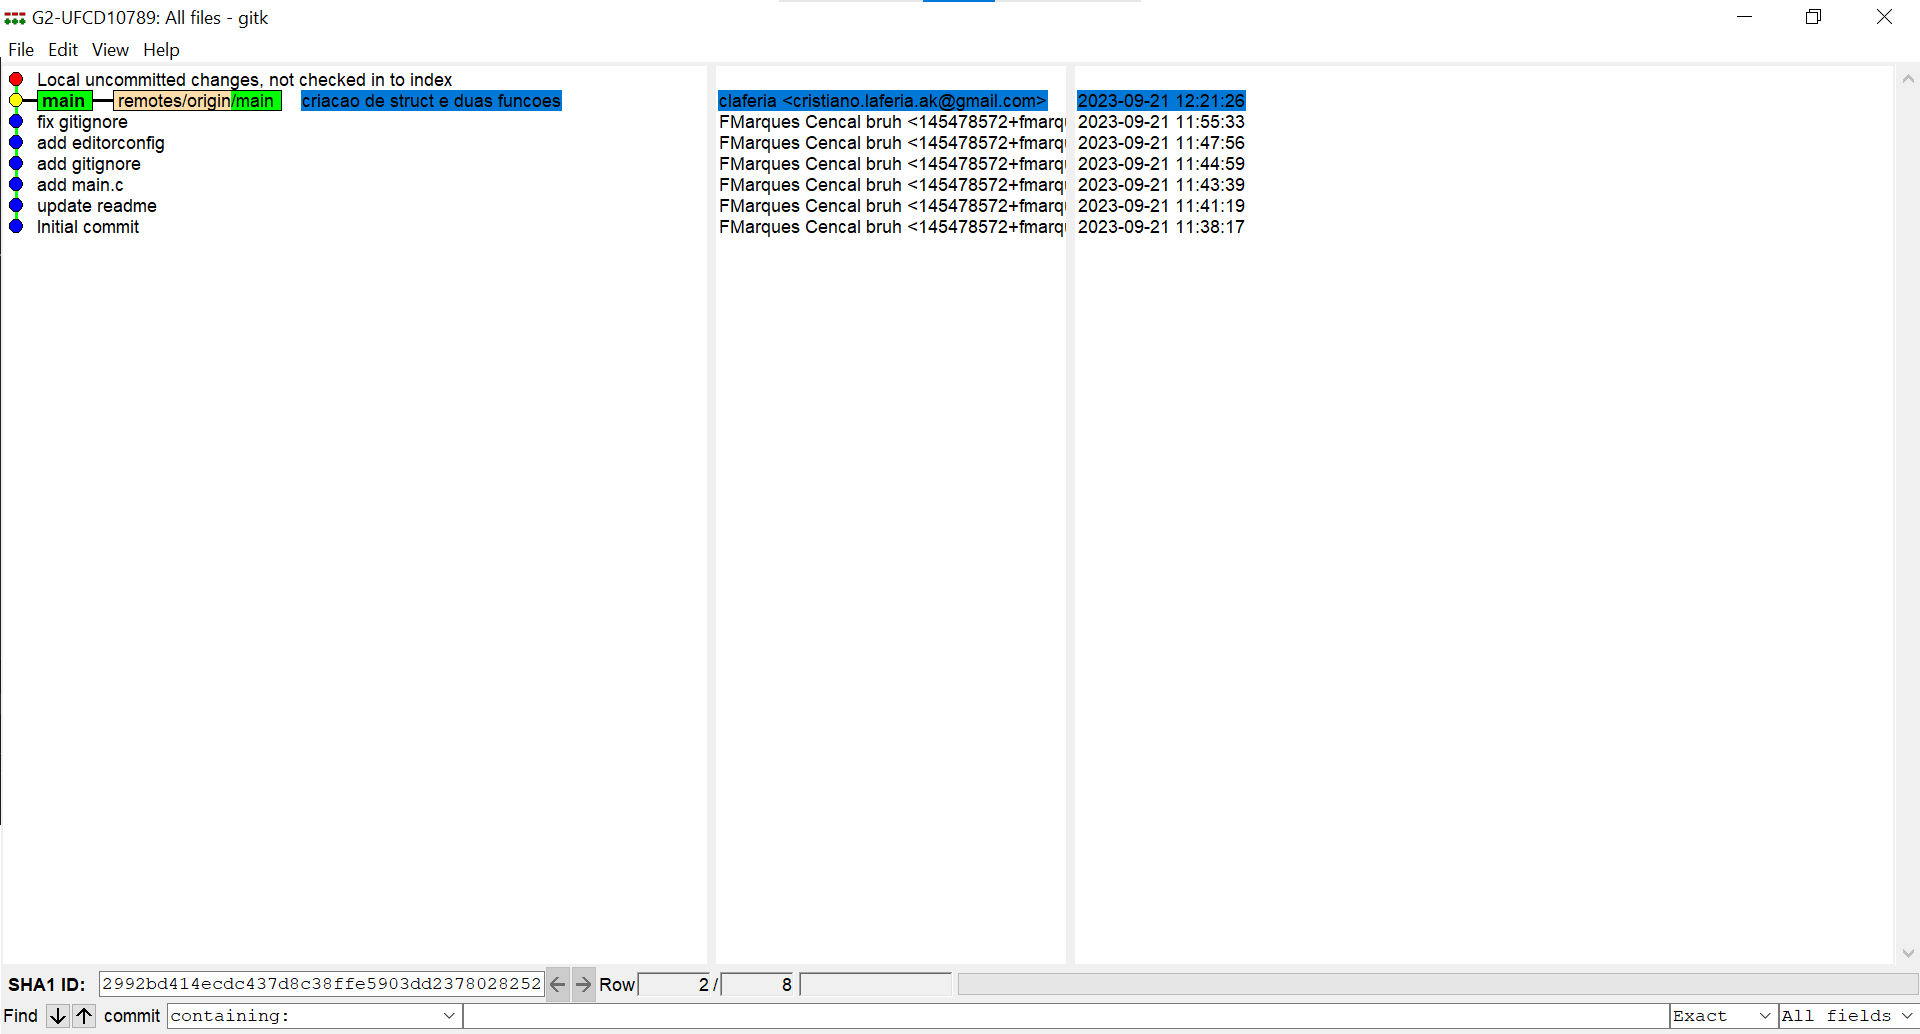 G2-UFCD10789: All files - gitk
File Edit View Help
Local uncommitted changes, not checked in to index
main remotes/origin/main criacao de struct e duas funcoes claferia <cristiano.laferia.ak@gmail.com> 2023-09-21 12:21:26
fix gitignore FMarques Cencal bruh <145478572+fmarq 2023-09-21 11:55:33
add editorconfig FMarques Cencal bruh <145478572+fmarq 2023-09-21 11:47:56
add gitignore FMarques Cencal bruh <145478572+fmarq 2023-09-21 11:44:59
add main.c FMarques Cencal bruh <145478572+fmarq 2023-09-21 11:43:39
update readme FMarques Cencal bruh <145478572+fmarq 2023-09-21 11:41:19
Initial commit FMarques Cencal bruh <145478572+fmarq 2023-09-21 11:38:17
SHA1 ID: 2992bd414ecdc437d8c38ffe5903dd2378028252 Row 2 / 8
Find commit containing: Exact All fields